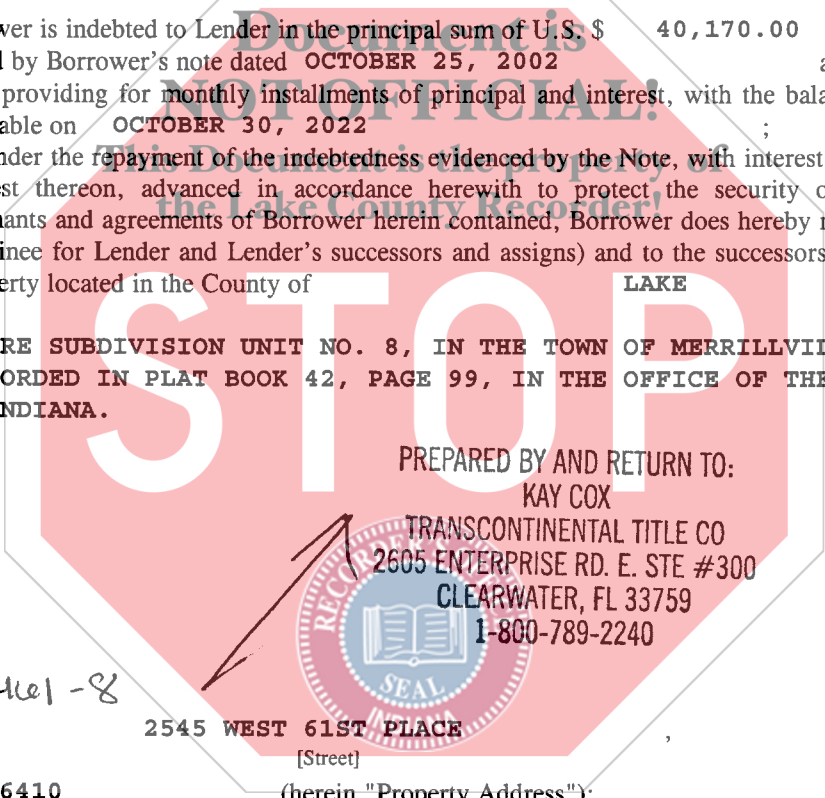 wer is indebted to Lender in the principal sum of U.S. $ 40,170.00
d by Borrower's note dated OCTOBER 25, 2002 a
providing for monthly installments of principal and interest, with the bala
able on OCTOBER 30, 2022 ;
nder the repayment of the indebtedness evidenced by the Note, with interest
est thereon, advanced in accordance herewith to protect the security o
nants and agreements of Borrower herein contained, Borrower does hereby
inee for Lender and Lender's successors and assigns) and to the successors
erty located in the County of LAKE
Document is
NOT OFFICIAL!
This Document is the property of
the Lake County Recorder!
STOP
RE SUBDIVISION UNIT NO. 8, IN THE TOWN OF MERRILLVIL
ORDED IN PLAT BOOK 42, PAGE 99, IN THE OFFICE OF THE
NDIANA.
PREPARED BY AND RETURN TO:
KAY COX
TRANSCONTINENTAL TITLE CO
2605 ENTERPRISE RD. E. STE #300
CLEARWATER, FL 33759
1-800-789-2240
SEAL
INDIANA
-8
2545 WEST 61ST PLACE ,
[Street]
6410 (herein "Property Address");